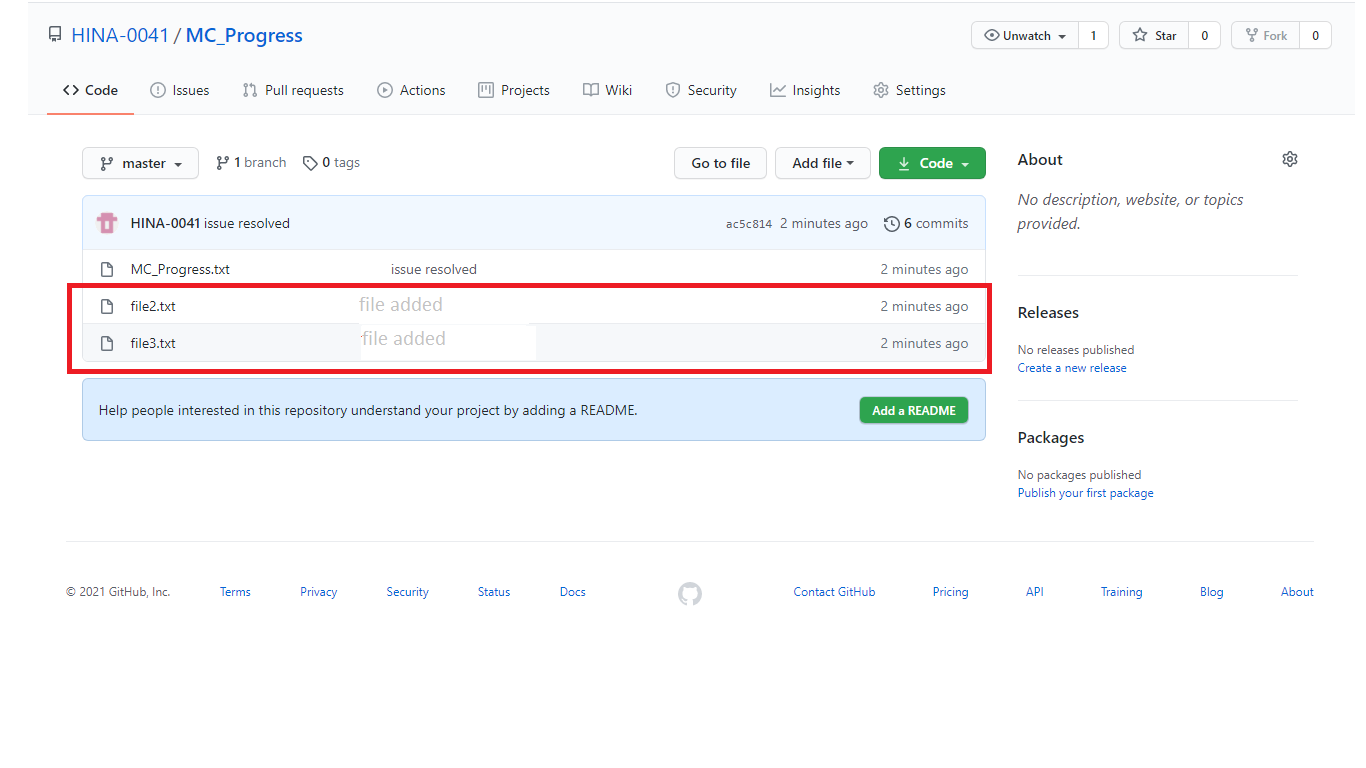 HINA-0041 / MC_Progress
Unwatch 1 Star 0 Fork 0
Code Issues Pull requests Actions Projects Wiki Security Insights Settings
master 1 branch 0 tags Go to file Add file Code
HINA-0041 issue resolved ac5c814 2 minutes ago 6 commits
MC_Progress.txt issue resolved 2 minutes ago
file2.txt file added 2 minutes ago
file3.txt file added 2 minutes ago
Help people interested in this repository understand your project by adding a README. Add a README
About
No description, website, or topics
provided.
Releases
No releases published
Create a new release
Packages
No packages published
Publish your first package
© 2021 GitHub, Inc. Terms Privacy Security Status Docs Contact GitHub Pricing API Training Blog About